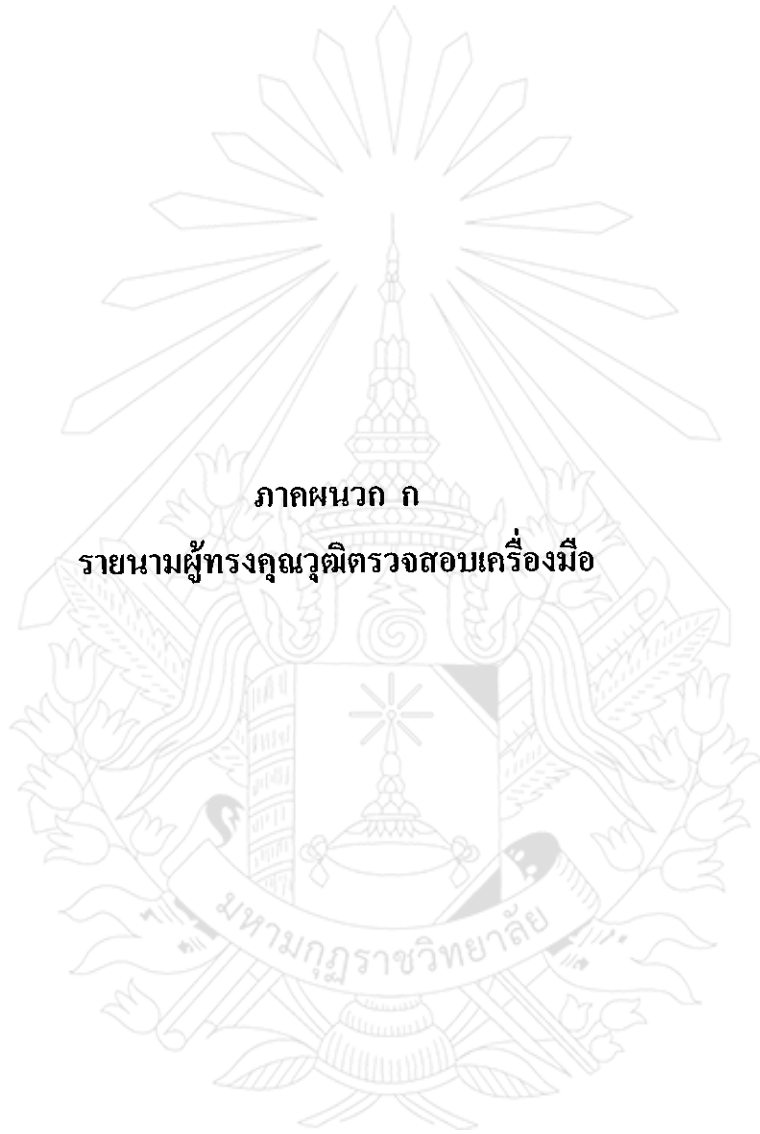 ภาคผนวก ก
รายนามผู้ทรงคุณวุฒิตรวจสอบเครื่องมือ
มหามกุฏราชวิทยาลัย